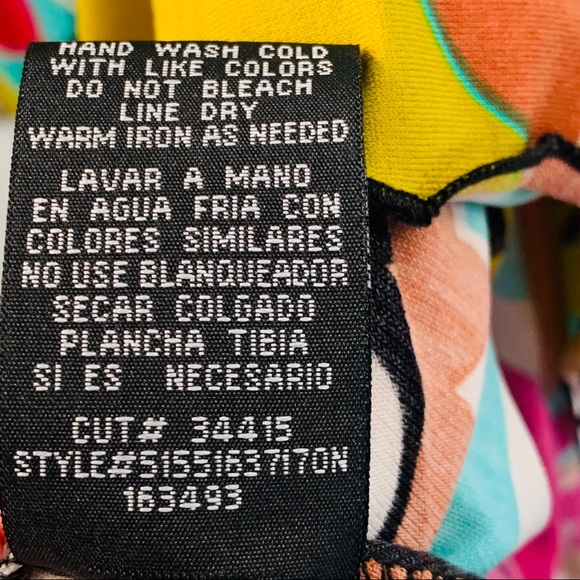 HAND WASH COLD
WITH LIKE COLORS
DO NOT BLEACH
LINE DRY
WARM IRON AS NEEDED
LAVAR A MANO
EN AGUA FRIA CON
COLORES SIMILARES
NO USE BLANQUEADOR
SECAR COLGADO
PLANCHA TIBIA
SI ES NECESARIO
CUT# 34415
STYLE#51551637170N
163493